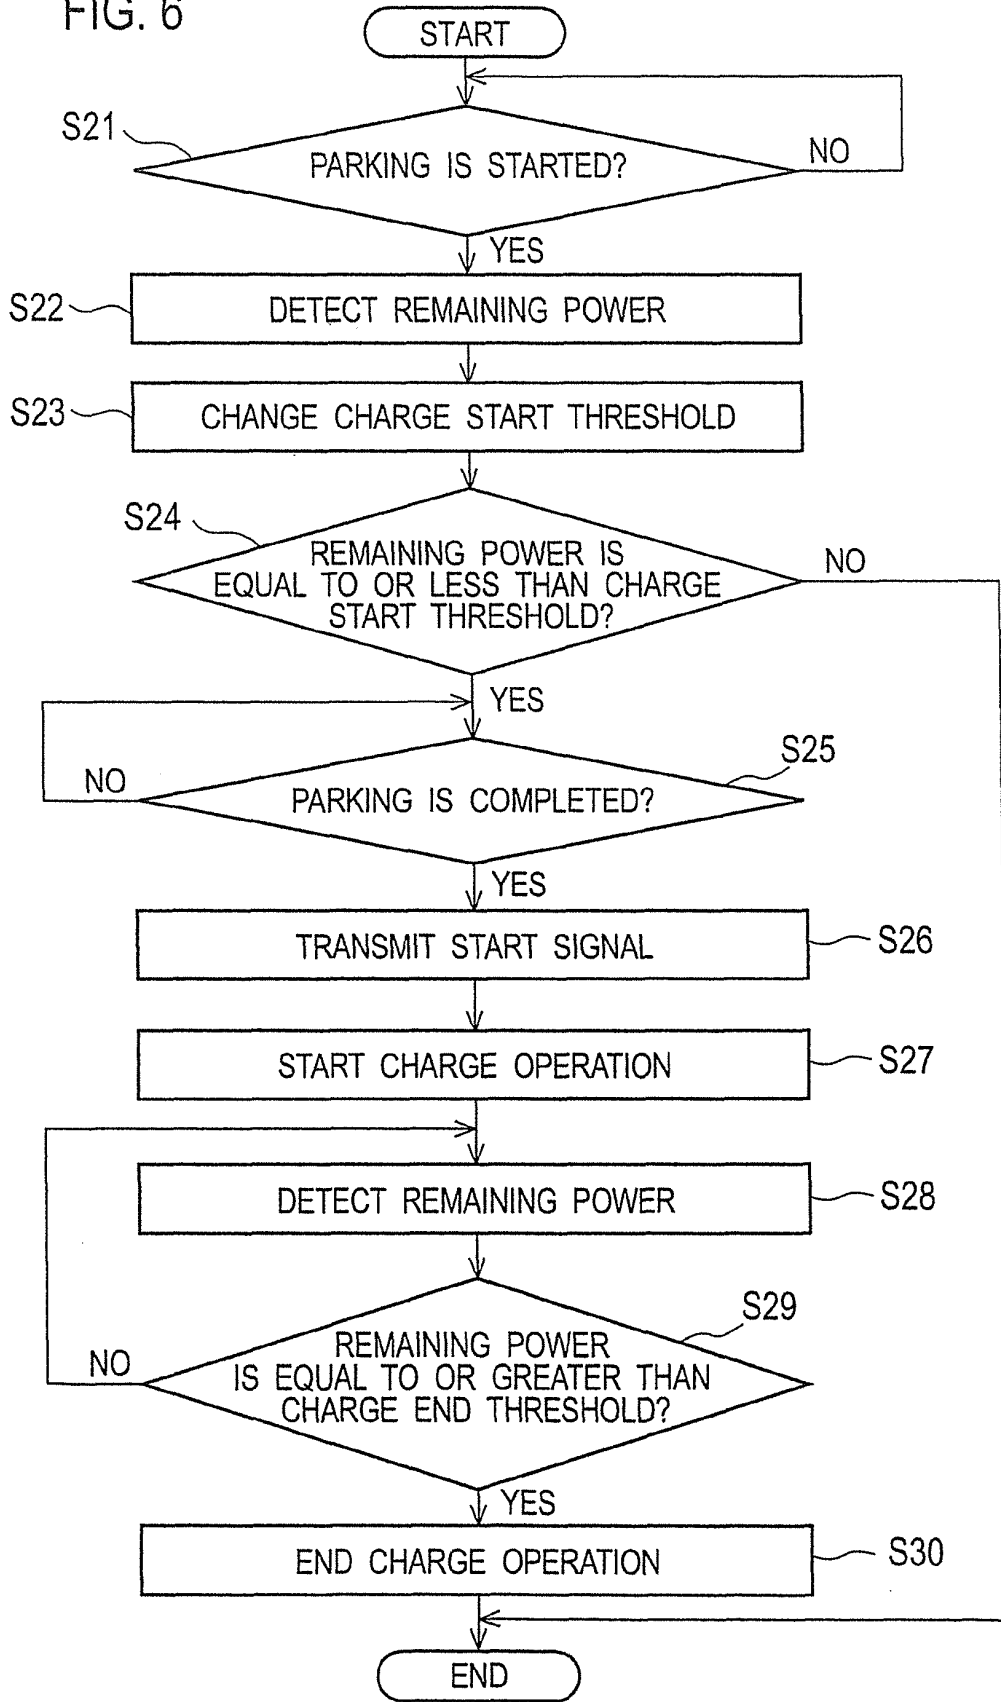 FIG. 6
START
S21
PARKING IS STARTED?
NO
YES
S22
DETECT REMAINING POWER
S23
CHANGE CHARGE START THRESHOLD
S24
REMAINING POWER IS
EQUAL TO OR LESS THAN CHARGE
START THRESHOLD?
NO
YES
S25
NO
PARKING IS COMPLETED?
YES
TRANSMIT START SIGNAL
S26
START CHARGE OPERATION
S27
DETECT REMAINING POWER
S28
S29
NO
REMAINING POWER
IS EQUAL TO OR GREATER THAN
CHARGE END THRESHOLD?
YES
END CHARGE OPERATION
S30
END